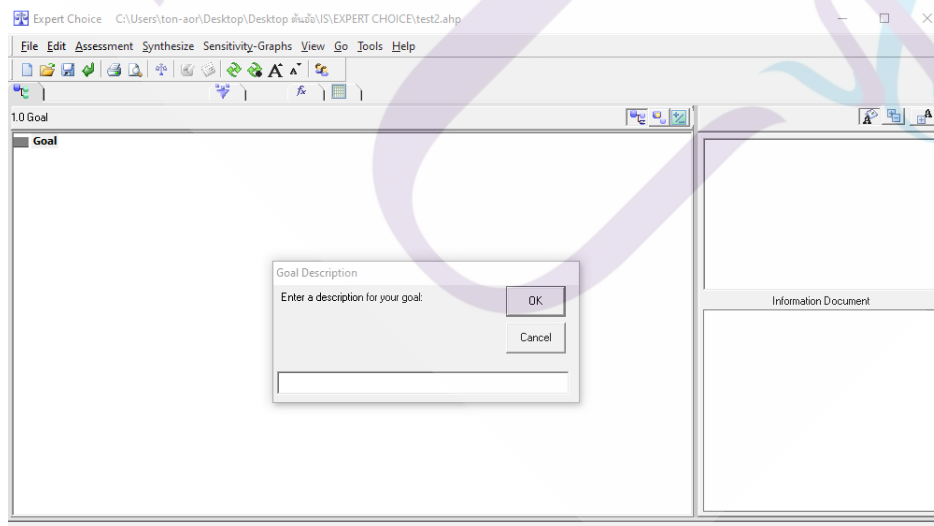 Expert Choice C:\Users\ton-aor\Desktop\Desktop ต้นอ้อ\IS\EXPERT CHOICE\test2.ahp
File Edit Assessment Synthesize Sensitivity-Graphs View Go Tools Help
1.0 Goal
Goal
Goal Description
Enter a description for your goal:
OK
Cancel
Information Document